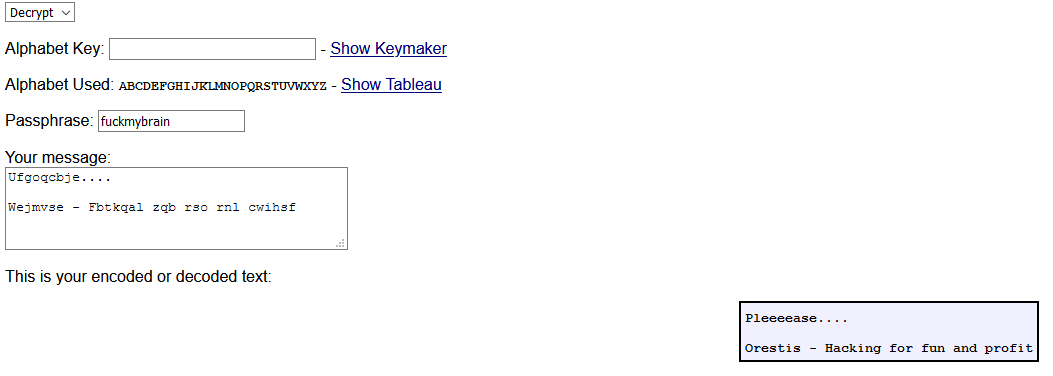 Decrypt
Alphabet Key: - Show Keymaker
Alphabet Used: ABCDEFGHIJKLMNOPQRSTUVWXYZ - Show Tableau
Passphrase: fuckmybrain
Your message:
Ufgoqcbje....
Wejmvse - Fbtkqal zqb rso rnl cwihsf
This is your encoded or decoded text:
Pleeeease....
Orestis - Hacking for fun and profit